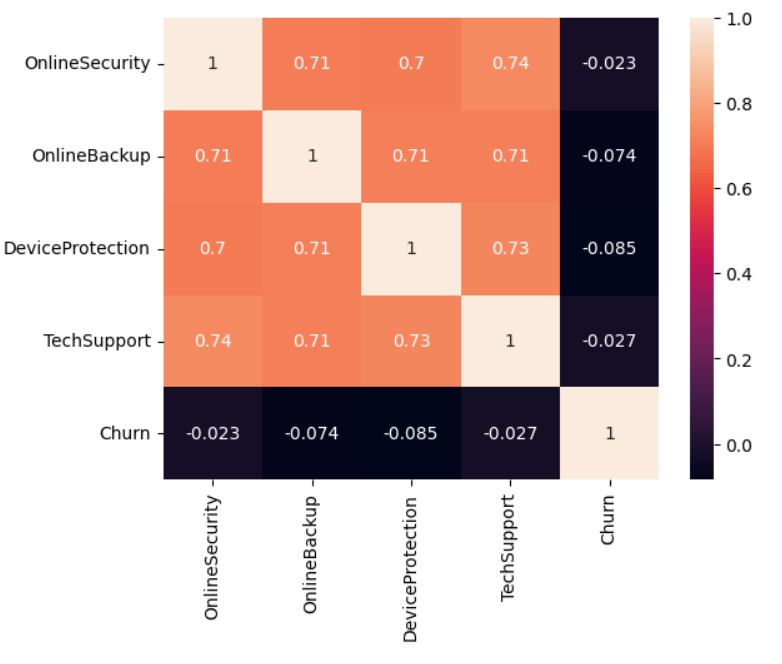 OnlineSecurity 1 0.71 0.7 0.74 -0.023
OnlineBackup 0.71 1 0.71 0.71 -0.074
DeviceProtection 0.7 0.71 1 0.73 -0.085
TechSupport 0.74 0.71 0.73 1 -0.027
Churn -0.023 -0.074 -0.085 -0.027 1
OnlineSecurity
OnlineBackup
DeviceProtection
TechSupport
Churn
1.0
0.8
0.6
0.4
0.2
0.0